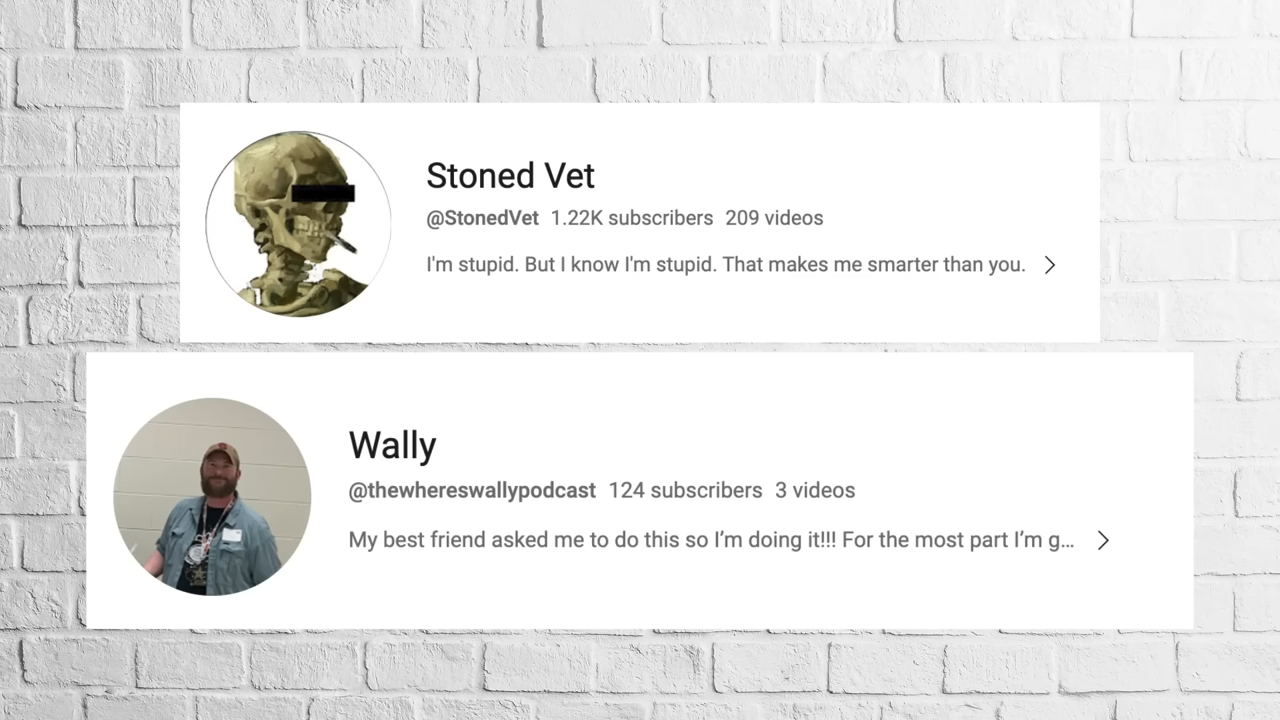 Stoned Vet
@StonedVet 1.22K subscribers 209 videos
I'm stupid. But I know I'm stupid. That makes me smarter than you.
Wally
@thewhereswallypodcast 124 subscribers 3 videos
My best friend asked me to do this so I’m doing it!!! For the most part I’m g...